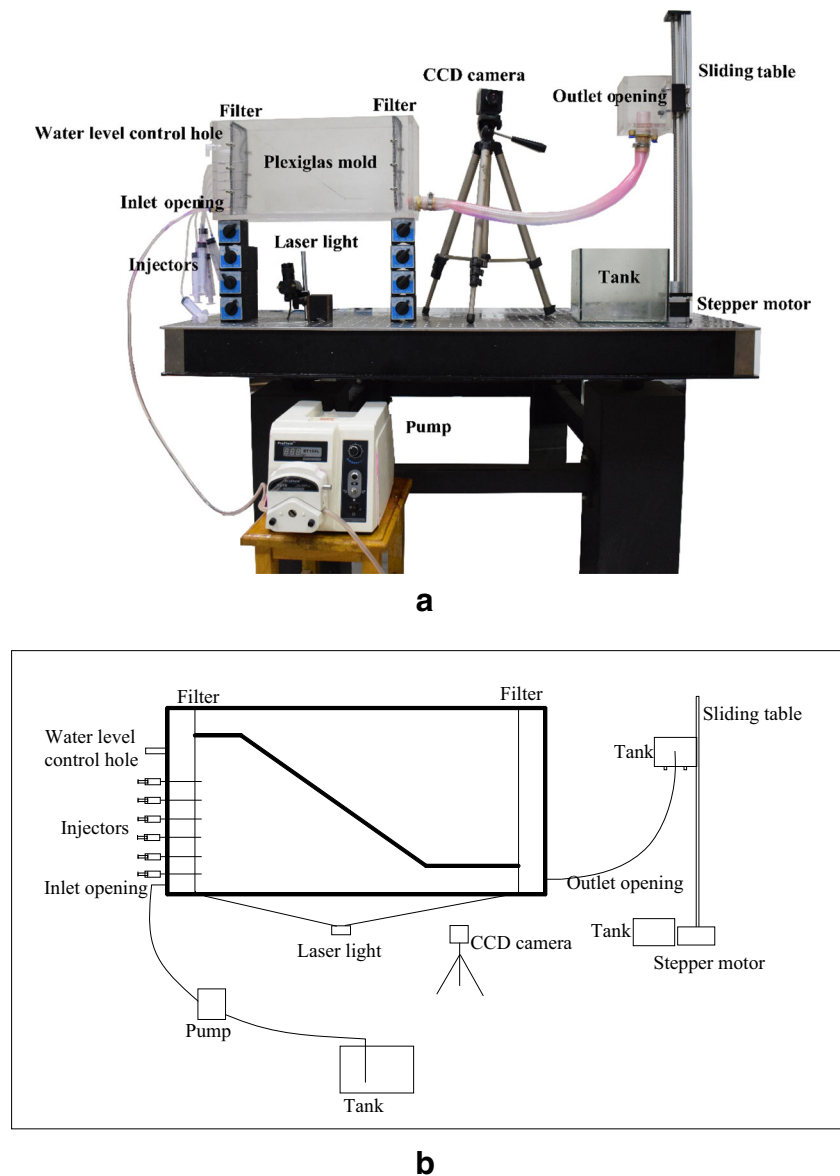 CCD camera
Sliding table
Outlet opening
Filter
Filter
Water level control hole
Plexiglas mold
Inlet opening
Laser light
Injectors
Tank
Stepper motor
Pump
a
Filter
Filter
Sliding table
Water level
control hole
Tank
Injectors
Inlet opening
Outlet opening
Tank
Laser light
CCD camera
Stepper motor
Pump
Tank
b